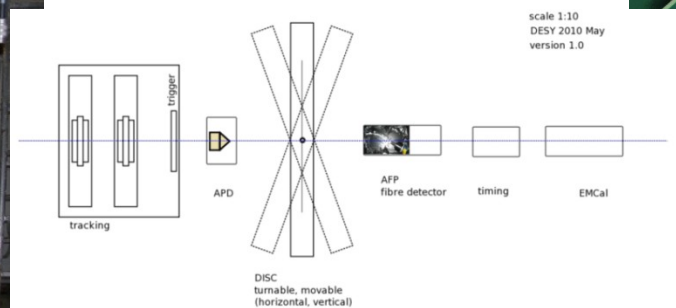 scale 1:10
DESY 2010 May
version 1.0
trigger
APD
AFP
fibre detector
timing
EMCal
tracking
DISC
turnable, movable
(horizontal, vertical)